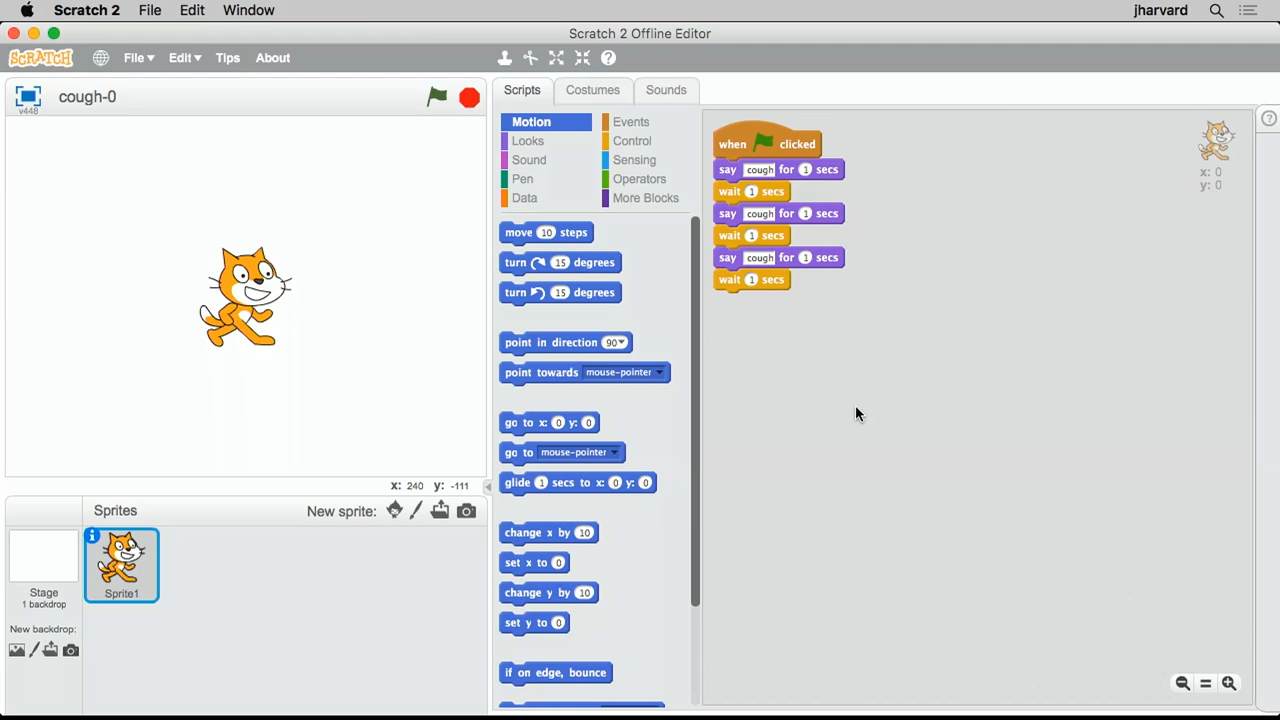 Scratch 2 File Edit Window jharvard
Scratch 2 Offline Editor
SCRATCH File Edit Tips About
v448 cough-0
Scripts Costumes Sounds
Motion Events
Looks Control
Sound Sensing
Pen Operators
Data More Blocks
move 10 steps
turn 15 degrees
turn 15 degrees
point in direction 90
point towards mouse-pointer
go to x: 0 y: 0
go to mouse-pointer
glide 1 secs to x: 0 y: 0
change x by 10
set x to 0
change y by 10
set y to 0
if on edge, bounce
when clicked
say cough for 1 secs
wait 1 secs
say cough for 1 secs
wait 1 secs
say cough for 1 secs
wait 1 secs
x: 0
y: 0
x: 240 y: -111
Sprites New sprite:
Stage
1 backdrop
New backdrop:
Sprite1